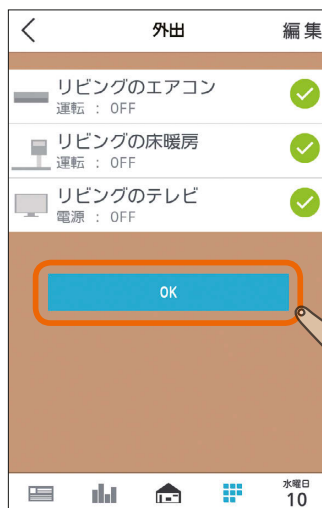 外出
編集
リビングのエアコン
運転 : OFF
リビングの床暖房
運転 : OFF
リビングのテレビ
電源 : OFF
OK
水曜日
10